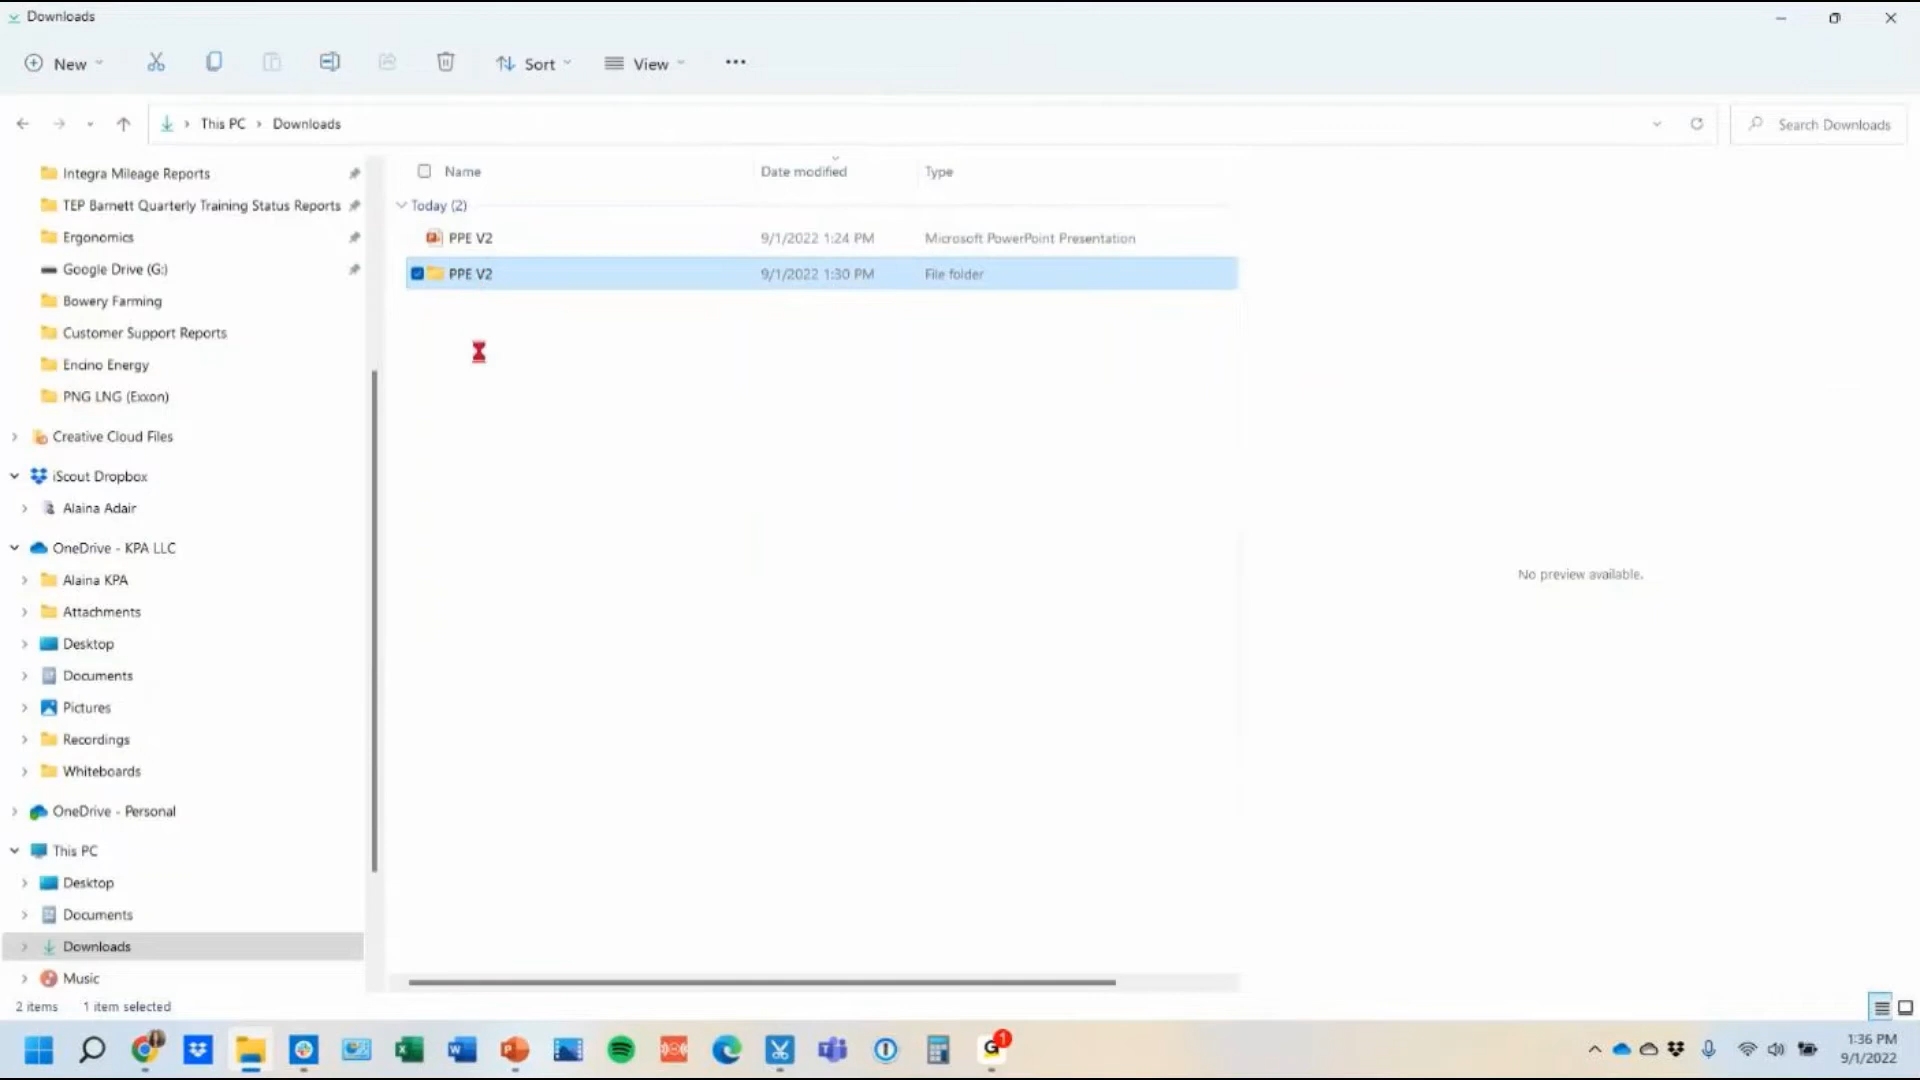 Downloads
New
Sort
View
This PC
Downloads
Search Downloads
Integra Mileage Reports
TEP Barnett Quarterly Training Status Reports
Ergonomics
Google Drive (G:)
Bowery Farming
Customer Support Reports
Encino Energy
PNG LNG (Exxon)
Creative Cloud Files
iScout Dropbox
Alaina Adair
OneDrive - KPA LLC
Alaina KPA
Attachments
Desktop
Documents
Pictures
Recordings
Whiteboards
OneDrive - Personal
This PC
Desktop
Documents
Downloads
Music
Name Date modified Type
Today (2)
PPE V2 9/1/2022 1:24 PM Microsoft PowerPoint Presentation
PPE V2 9/1/2022 1:30 PM File folder
No preview available.
2 items 1 item selected
1
1:36 PM
9/1/2022